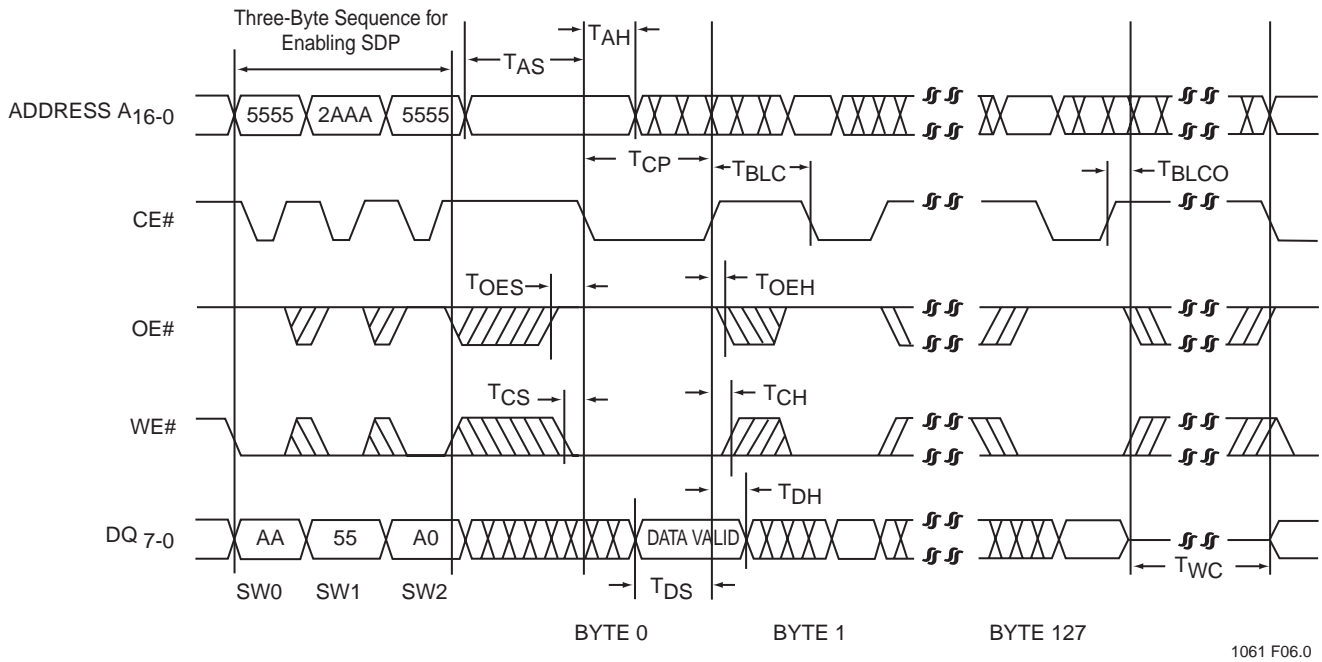 Three-Byte Sequence for
Enabling SDP
TAH
TAS
ADDRESS A16-0
5555 2AAA 5555
TCP
TBLC
TBLCO
CE#
TOES
TOEH
OE#
TCS
TCH
WE#
TDH
DQ 7-0
AA 55 A0 DATA VALID
TWC
SW0 SW1 SW2
TDS
BYTE 0 BYTE 1 BYTE 127
1061 F06.0